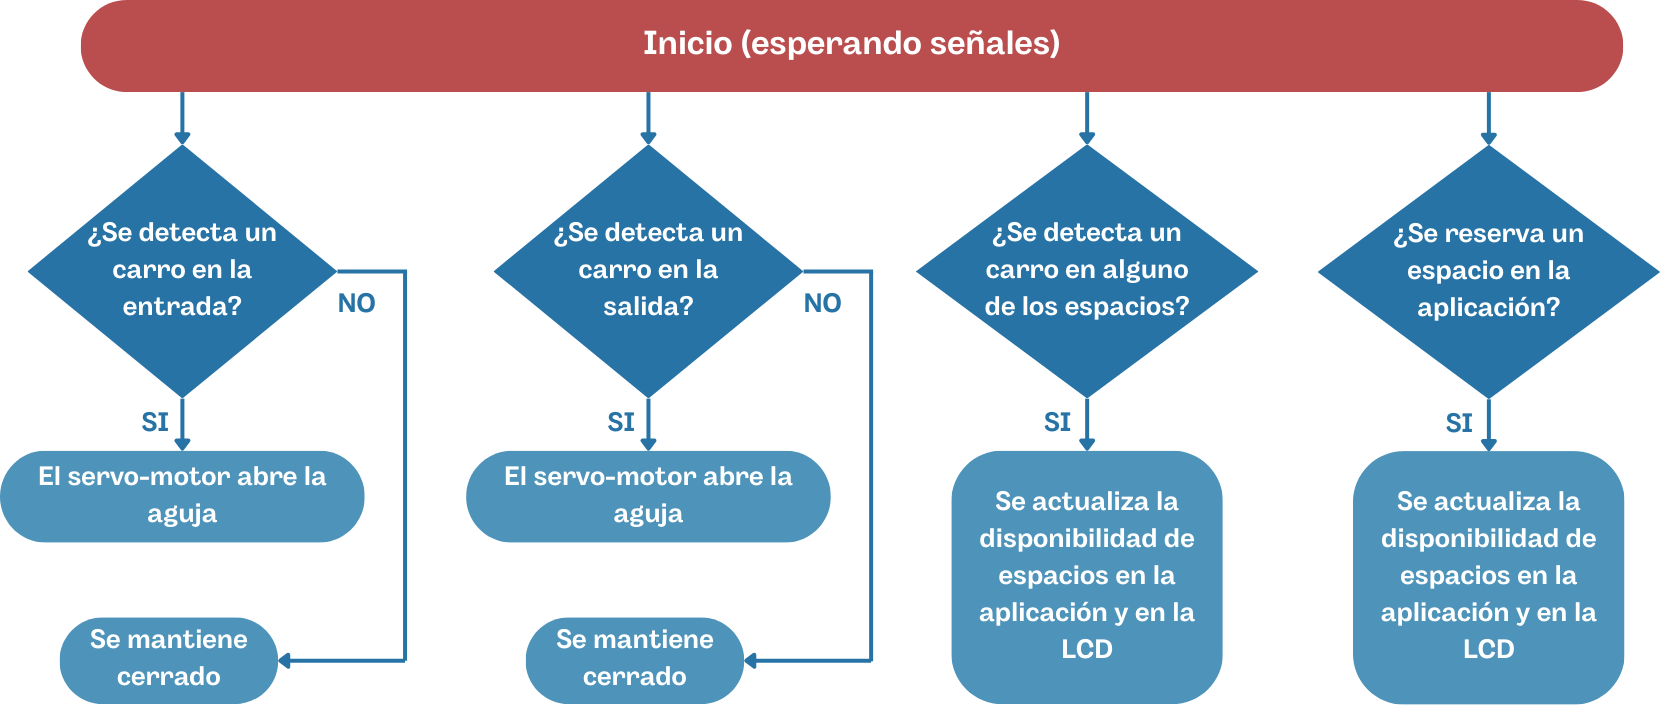 Inicio (esperando señales)
¿Se detecta un
carro en la
entrada?
NO
SI
El servo-motor abre la
aguja
Se mantiene
cerrado
¿Se detecta un
carro en la
salida?
NO
SI
El servo-motor abre la
aguja
Se mantiene
cerrado
¿Se detecta un
carro en alguno
de los espacios?
SI
Se actualiza la
disponibilidad de
espacios en la
aplicación y en la
LCD
¿Se reserva un
espacio en la
aplicación?
SI
Se actualiza la
disponibilidad de
espacios en la
aplicación y en la
LCD